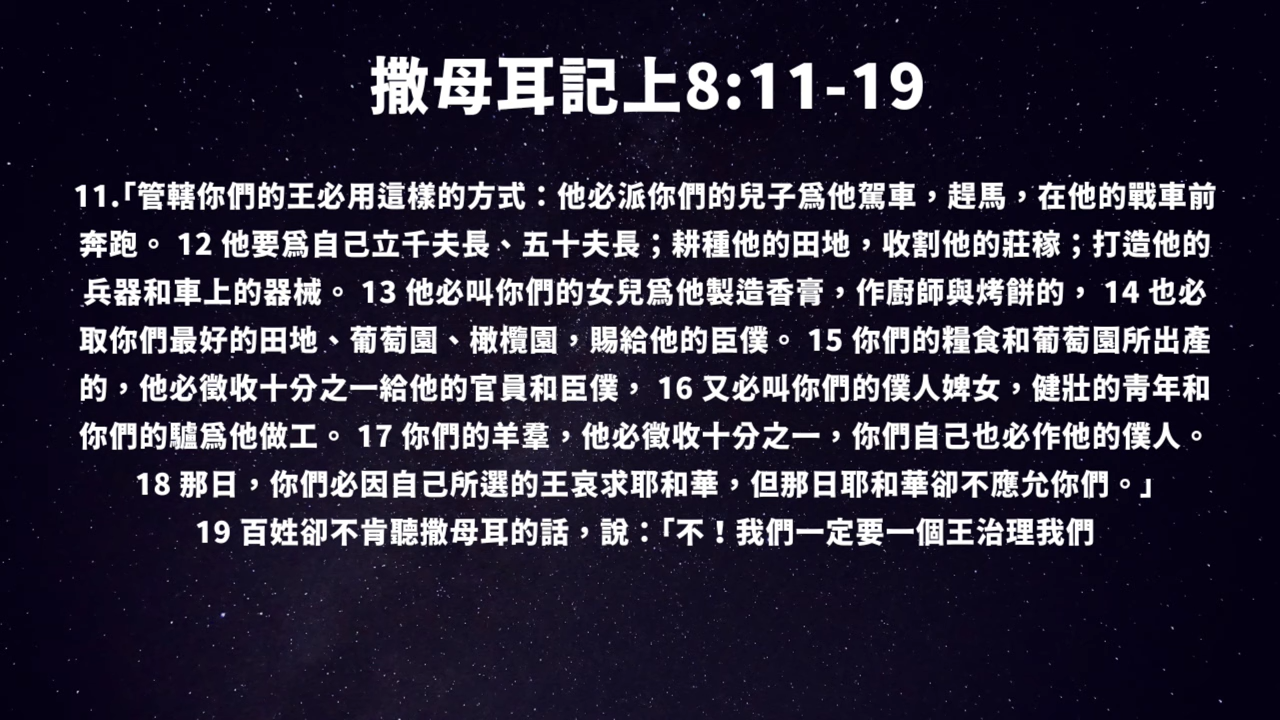 撒母耳記上8:11-19
11.「管轄你們的王必用這樣的方式：他必派你們的兒子爲他駕車，趕馬，在他的戰車前
奔跑。 12 他要爲自己立千夫長、五十夫長；耕種他的田地，收割他的莊稼；打造他的
兵器和車上的器械。 13 他必叫你們的女兒爲他製造香膏，作廚師與烤餅的， 14 也必
取你們最好的田地、葡萄園、橄欖園，賜給他的臣僕。 15 你們的糧食和葡萄園所出產
的，他必徵收十分之一給他的官員和臣僕， 16 又必叫你們的僕人婢女，健壯的青年和
你們的驢爲他做工。 17 你們的羊羣，他必徵收十分之一，你們自己也必作他的僕人。
18 那日，你們必因自己所選的王哀求耶和華，但那日耶和華卻不應允你們。」
19 百姓卻不肯聽撒母耳的話，說：「不！我們一定要一個王治理我們